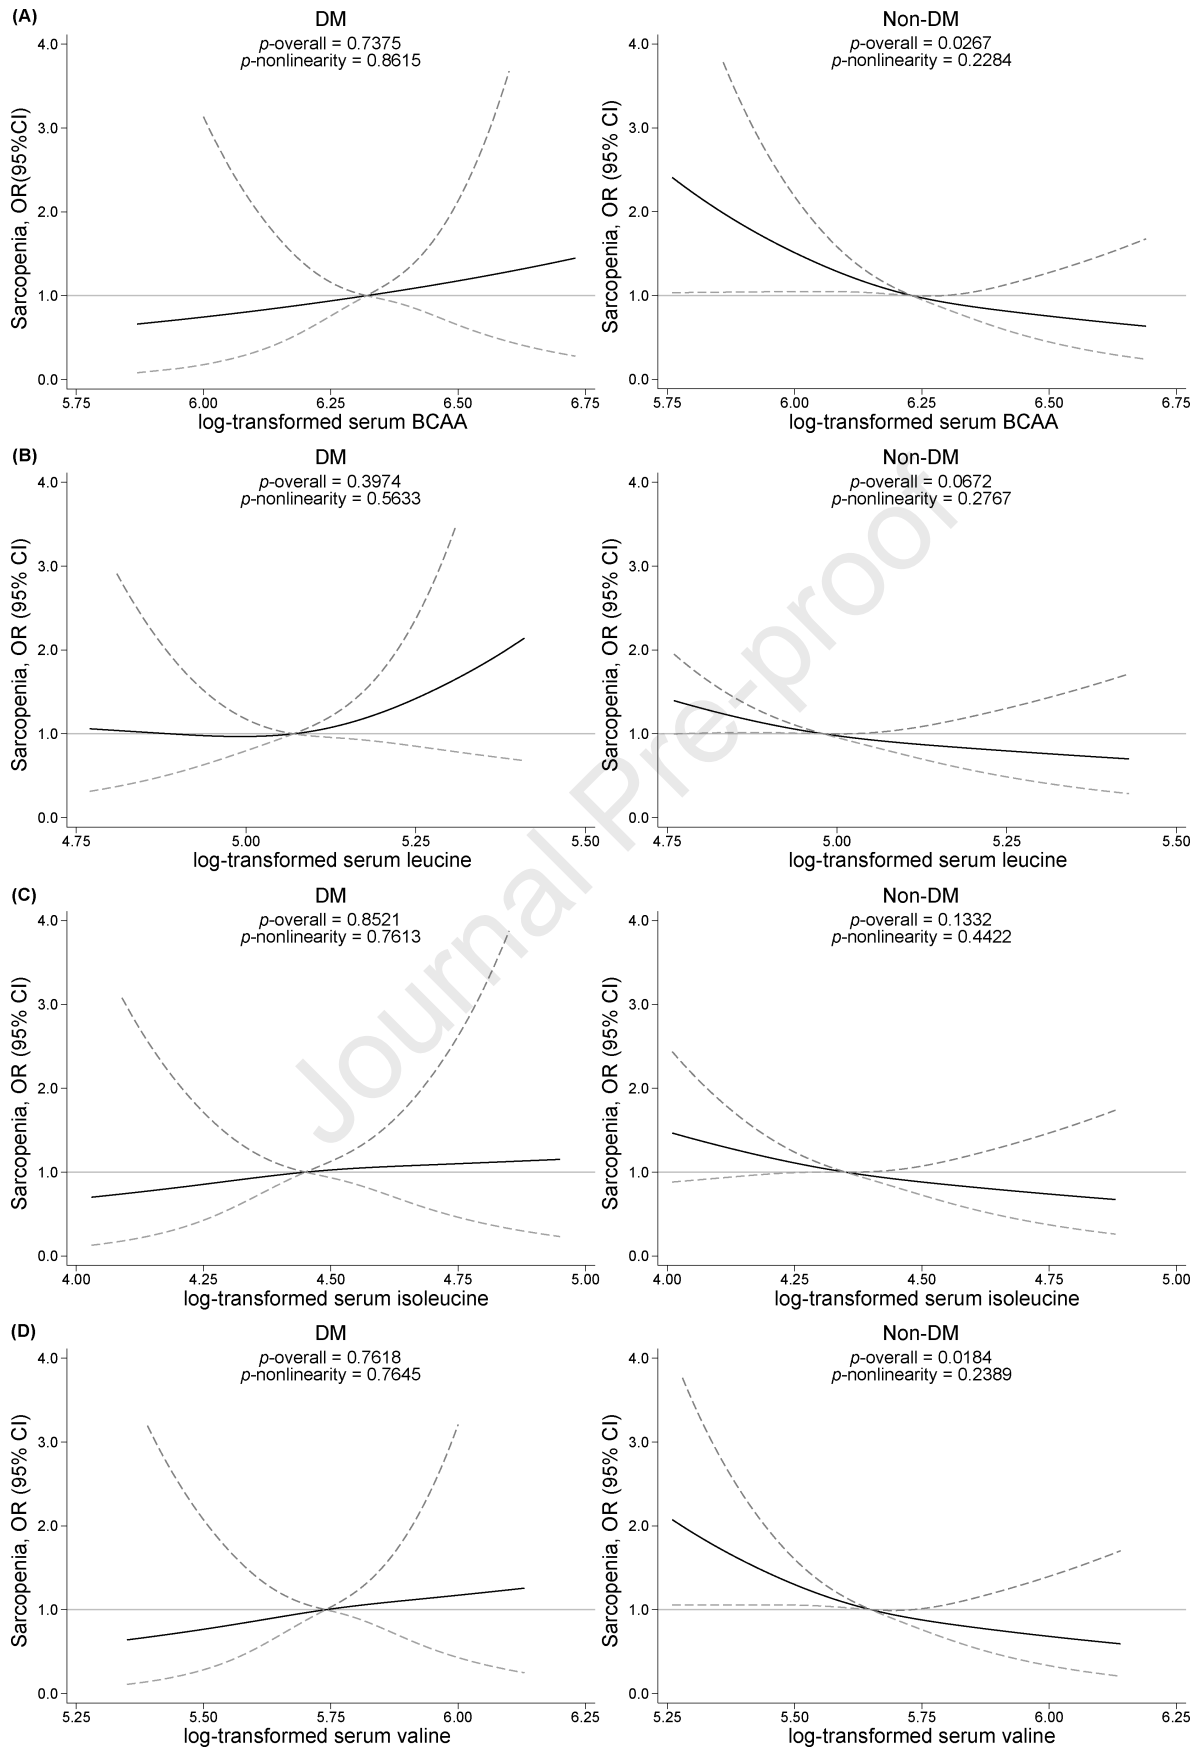 (A)
DM
p-overall = 0.7375
p-nonlinearity = 0.8615
4.0
3.0
2.0
1.0
0.0
Sarcopenia, OR(95%CI)
5.75 6.00 6.25 6.50 6.75
log-transformed serum BCAA
Non-DM
p-overall = 0.0267
p-nonlinearity = 0.2284
4.0
3.0
2.0
1.0
0.0
Sarcopenia, OR (95% CI)
5.75 6.00 6.25 6.50 6.75
log-transformed serum BCAA
(B)
DM
p-overall = 0.3974
p-nonlinearity = 0.5633
4.0
3.0
2.0
1.0
0.0
Sarcopenia, OR (95% CI)
4.75 5.00 5.25 5.50
log-transformed serum leucine
Non-DM
p-overall = 0.0672
p-nonlinearity = 0.2767
4.0
3.0
2.0
1.0
0.0
Sarcopenia, OR (95% CI)
4.75 5.00 5.25 5.50
log-transformed serum leucine
(C)
DM
p-overall = 0.8521
p-nonlinearity = 0.7613
4.0
3.0
2.0
1.0
0.0
Sarcopenia, OR (95% CI)
4.00 4.25 4.50 4.75 5.00
log-transformed serum isoleucine
Non-DM
p-overall = 0.1332
p-nonlinearity = 0.4422
4.0
3.0
2.0
1.0
0.0
Sarcopenia, OR (95% CI)
4.00 4.25 4.50 4.75 5.00
log-transformed serum isoleucine
(D)
DM
p-overall = 0.7618
p-nonlinearity = 0.7645
4.0
3.0
2.0
1.0
0.0
Sarcopenia, OR (95% CI)
5.25 5.50 5.75 6.00 6.25
log-transformed serum valine
Non-DM
p-overall = 0.0184
p-nonlinearity = 0.2389
4.0
3.0
2.0
1.0
0.0
Sarcopenia, OR (95% CI)
5.25 5.50 5.75 6.00 6.25
log-transformed serum valine
Journal Pre-proof